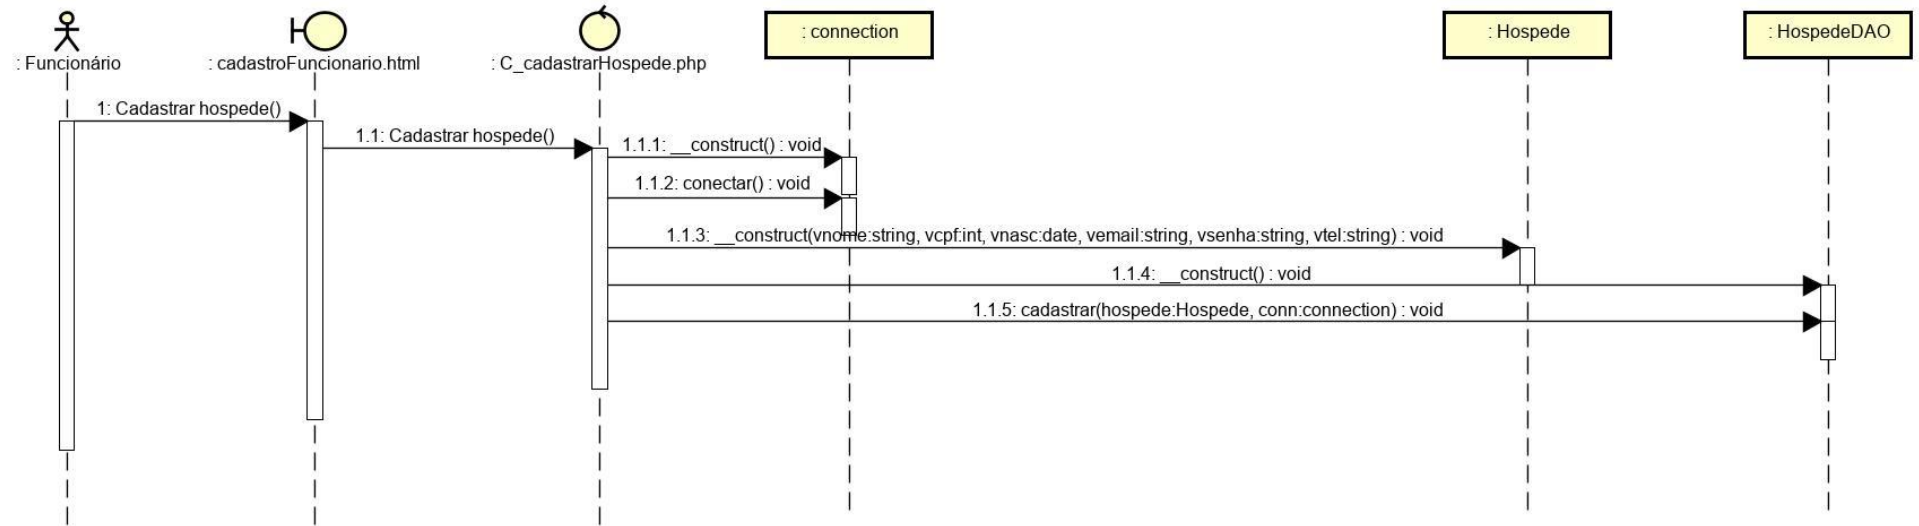 : Funcionário
: cadastroFuncionario.html
: C_cadastrarHospede.php
: connection
: Hospede
: HospedeDAO
1: Cadastrar hospede()
1.1: Cadastrar hospede()
1.1.1: __construct() : void
1.1.2: conectar() : void
1.1.3: __construct(vnome:string, vcpf:int, vnasc:date, vemail:string, vsenha:string, vtel:string) : void
1.1.4: __construct() : void
1.1.5: cadastrar(hospede:Hospede, conn:connection) : void